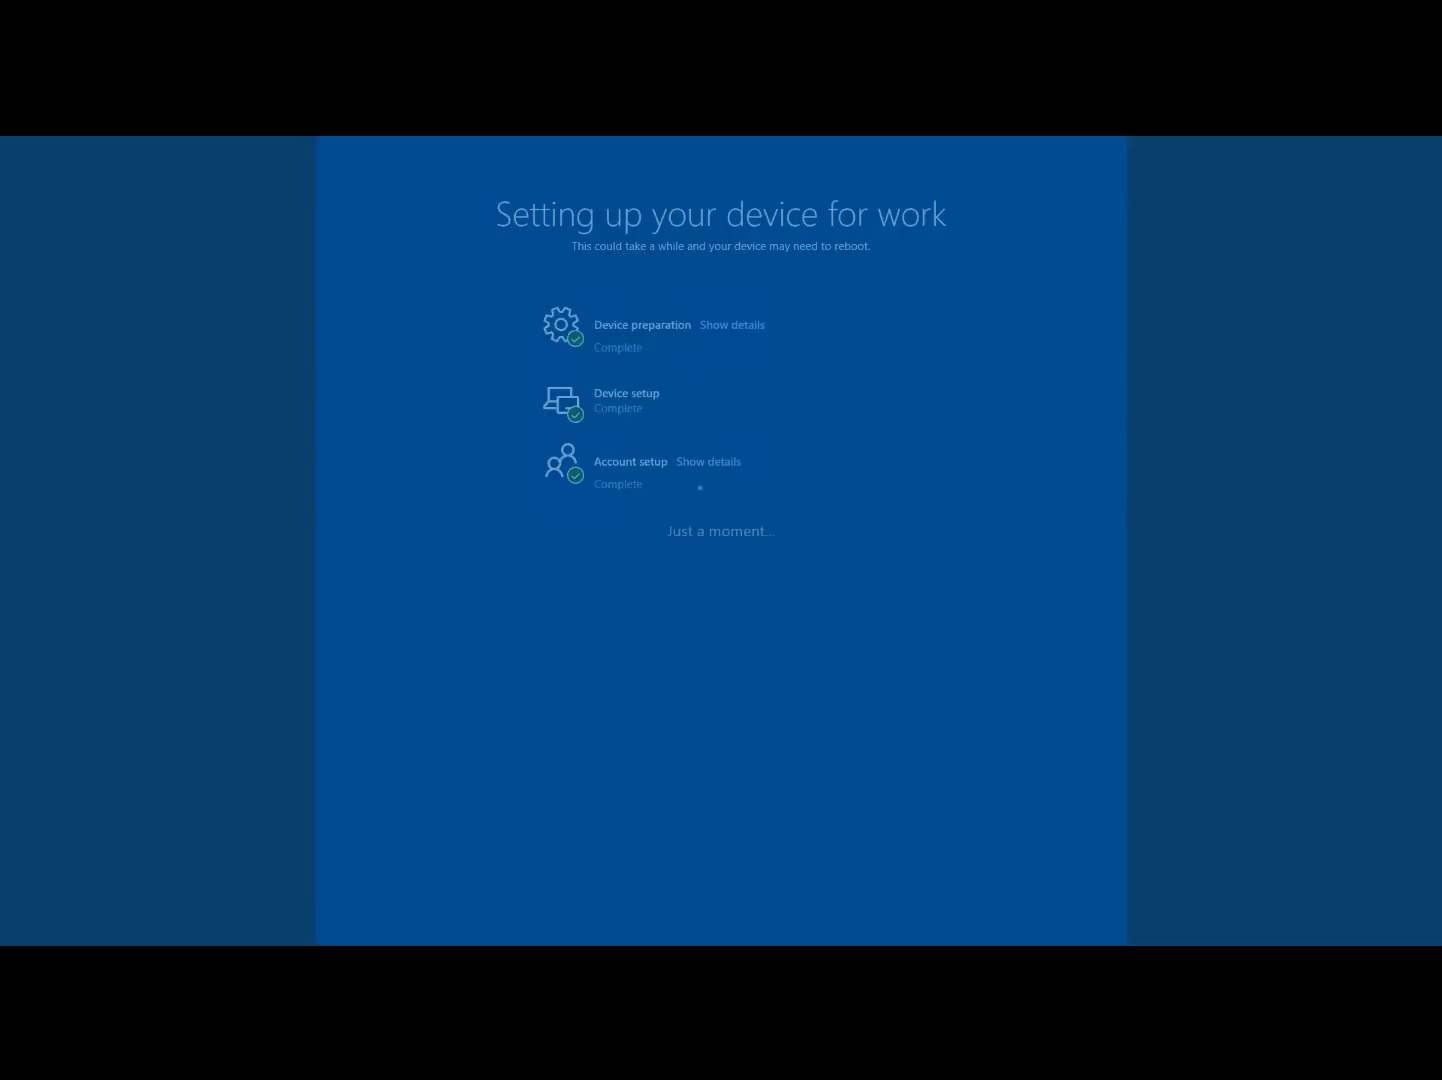 Setting up your device for work
This could take a while and your device may need to reboot.
Device preparation Show details
Complete
Device setup
Complete
Account setup Show details
Complete
Just a moment...